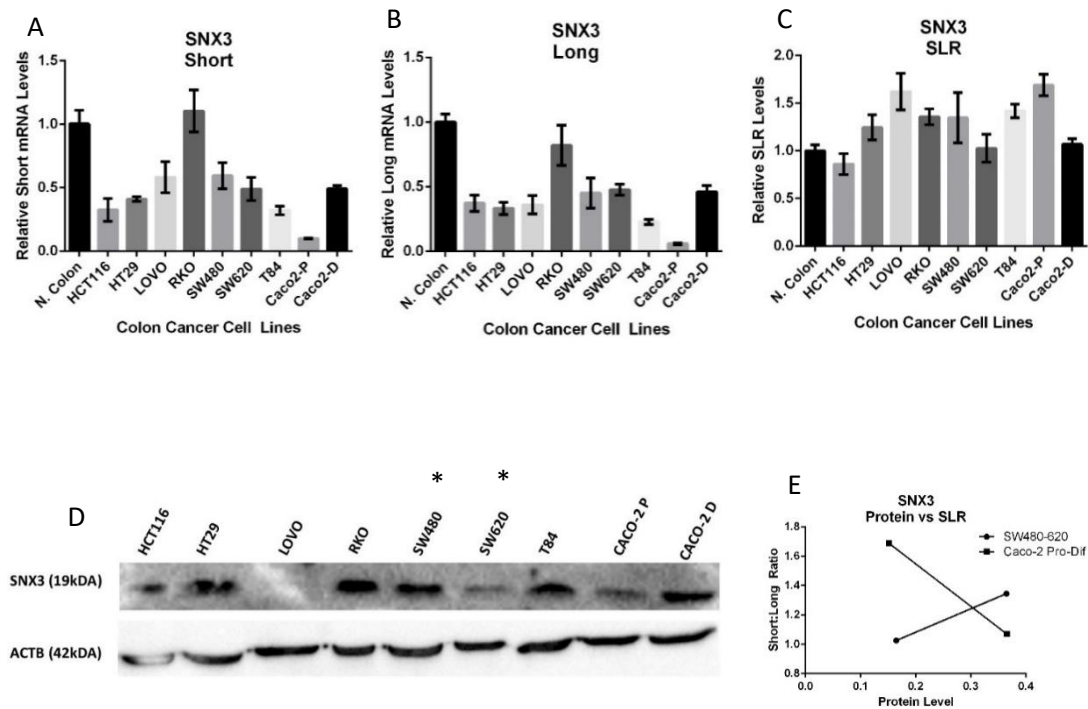 A
SNX3
Short
Relative Short mRNA Levels
1.5
1.0
0.5
0.0
N. Colon
HCT116
HT29
LOVO
RKO
SW480
SW620
T84
Caco2-P
Caco2-D
Colon Cancer Cell Lines
B
SNX3
Long
Relative Long mRNA Levels
1.5
1.0
0.5
0.0
N. Colon
HCT116
HT29
LOVO
RKO
SW480
SW620
T84
Caco2-P
Caco2-D
Colon Cancer Cell Lines
C
SNX3
SLR
Relative SLR Levels
2.0
1.5
1.0
0.5
0.0
N. Colon
HCT116
HT29
LOVO
RKO
SW480
SW620
T84
Caco2-P
Caco2-D
Colon Cancer Cell Lines
D
* *
HCT116
HT29
LOVO
RKO
SW480
SW620
T84
CACO-2 P
CACO-2 D
SNX3 (19kDA)
ACTB (42kDA)
E
SNX3
Protein vs SLR
Short:Long Ratio
1.8
1.6
1.4
1.2
1.0
0.8
0.0 0.1 0.2 0.3 0.4
Protein Level
SW480-620
Caco-2 Pro-Dif